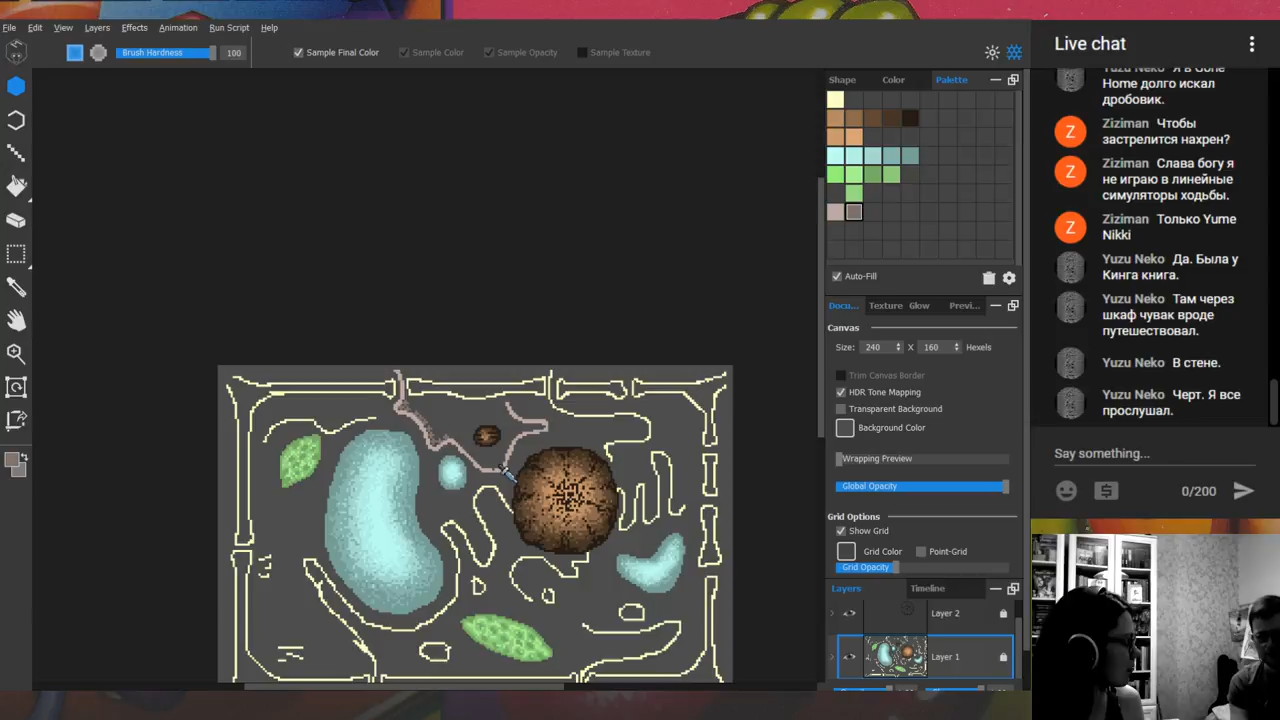 File Edit View Layers Effects Animation Run Script Help
Brush Hardness 100 Sample Final Color Sample Color Sample Opacity Sample Texture
Shape Color Palette
Auto-Fill
Docu... Texture Glow Previ...
Canvas
Size: 240 X 160 Hexels
Trim Canvas Border
HDR Tone Mapping
Transparent Background
Background Color
Wrapping Preview
Global Opacity
Grid Options
Show Grid
Grid Color Point-Grid
Grid Opacity
Layers Timeline
Layer 2
Layer 1
Live chat
Yuzu Neko Я в Gone
Home долго искал
дробовик.
Ziziman Чтобы
застрелится нахрен?
Ziziman Слава богу я
не играю в линейные
симуляторы ходьбы.
Ziziman Только Yume
Nikki
Yuzu Neko Да. Была у
Кинга книга.
Yuzu Neko Там через
шкаф чувак вроде
путешествовал.
Yuzu Neko В стене.
Yuzu Neko Черт. Я все
прослушал.
Say something...
0/200